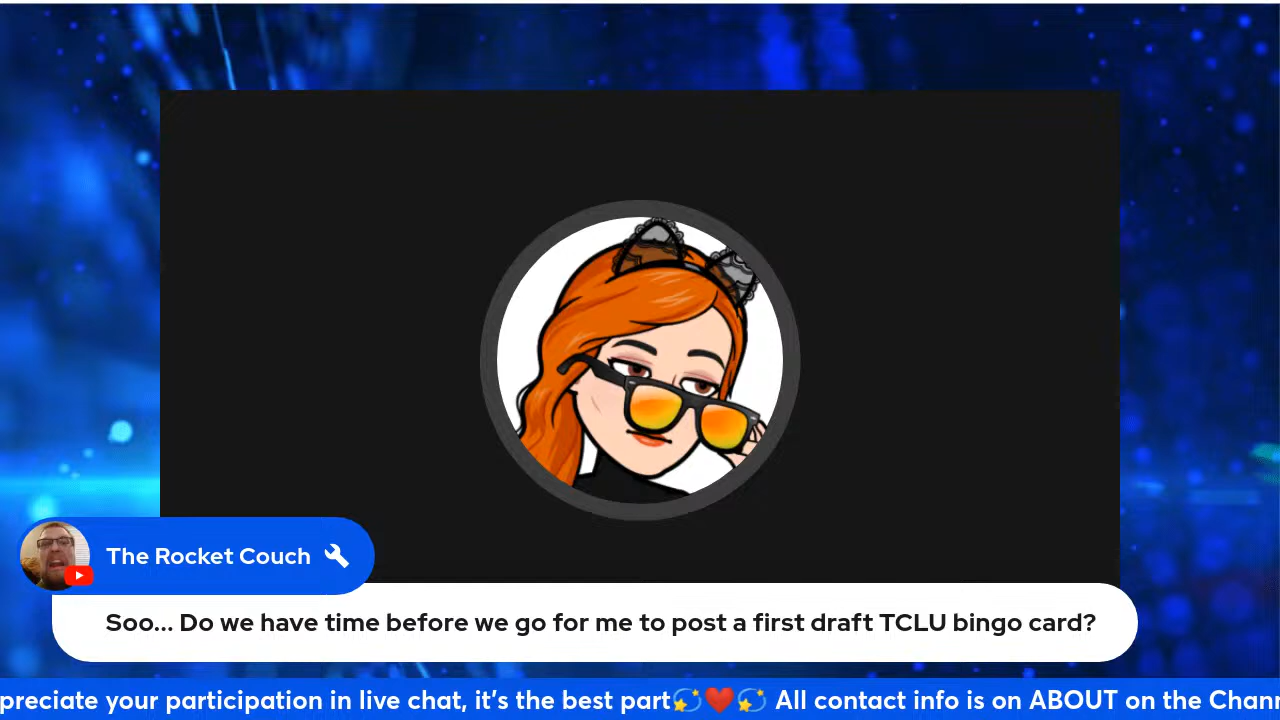 The Rocket Couch
Soo... Do we have time before we go for me to post a first draft TCLU bingo card?
preciate your participation in live chat, it's the best part💫❤️💫 All contact info is on ABOUT on the Chann